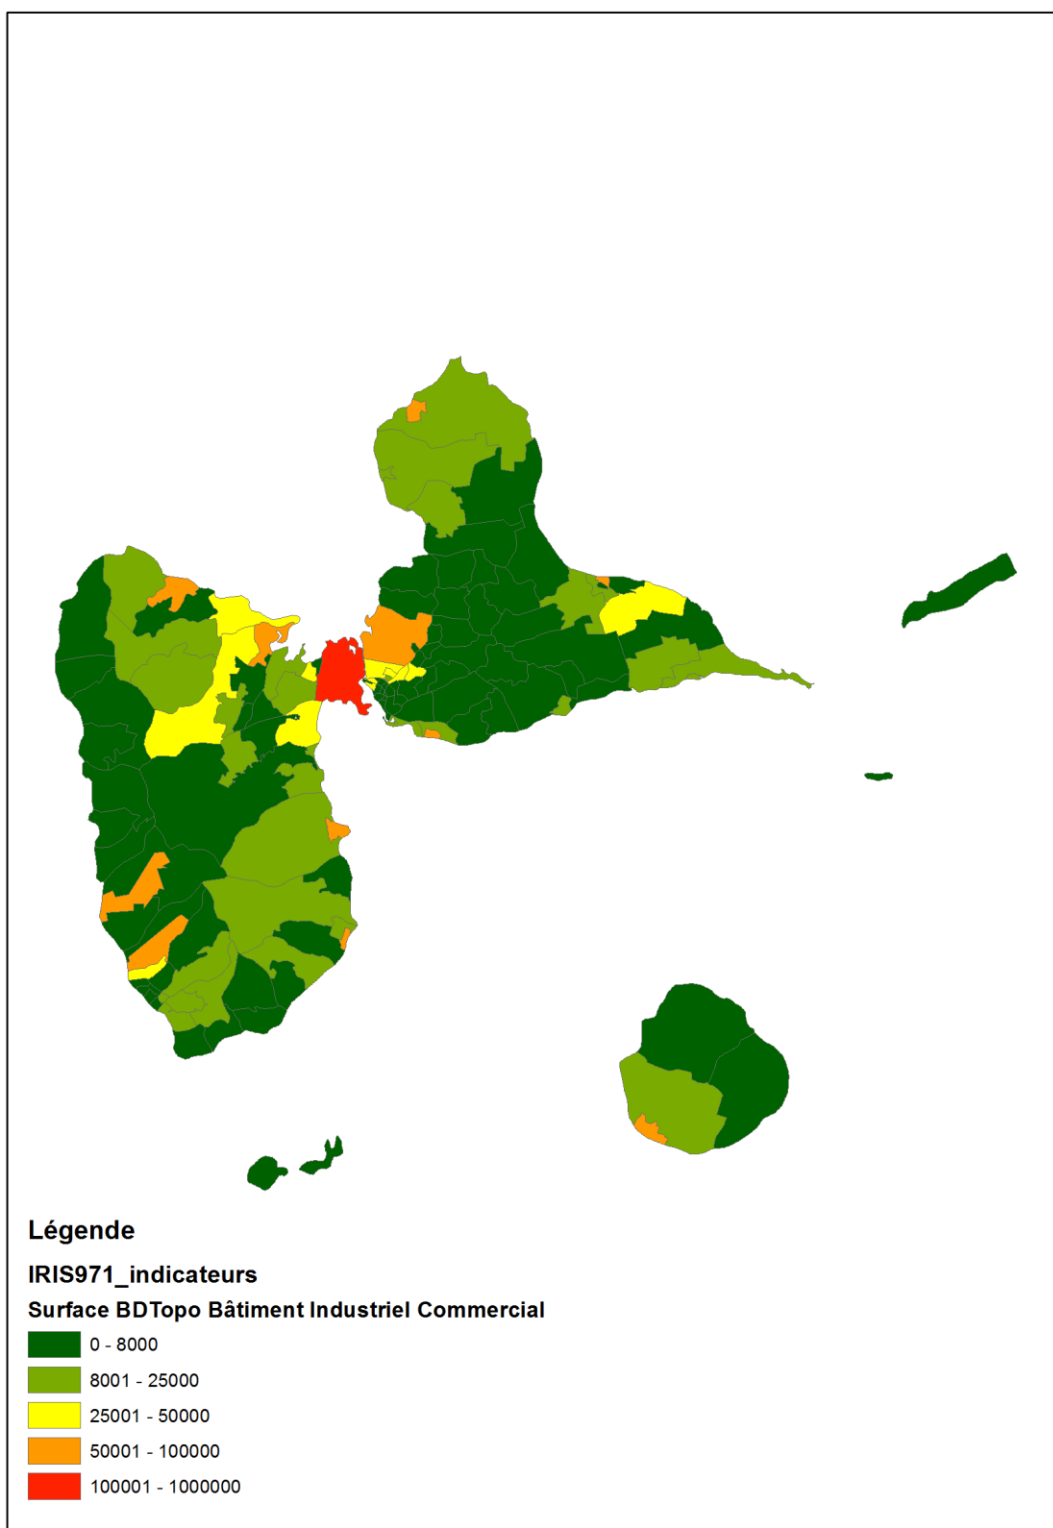 Légende
IRIS971_indicateurs
Surface BDTopo Bâtiment Industriel Commercial
0 - 8000
8001 - 25000
25001 - 50000
50001 - 100000
100001 - 1000000